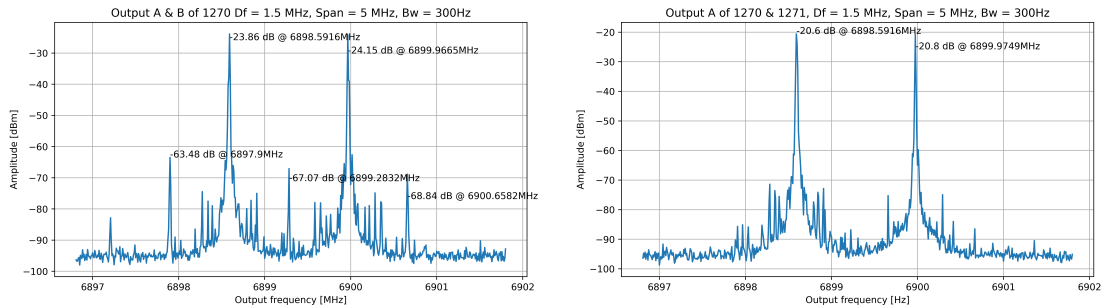 Output A & B of 1270 Df = 1.5 MHz, Span = 5 MHz, Bw = 300Hz
-23.86 dB @ 6898.5916MHz
-24.15 dB @ 6899.9665MHz
-63.48 dB @ 6897.9MHz
-67.07 dB @ 6899.2832MHz
-68.84 dB @ 6900.6582MHz
Amplitude [dBm]
−30
−40
−50
−60
−70
−80
−90
−100
6897 6898 6899 6900 6901 6902
Output frequency [MHz]
Output A of 1270 & 1271, Df = 1.5 MHz, Span = 5 MHz, Bw = 300Hz
-20.6 dB @ 6898.5916MHz
-20.8 dB @ 6899.9749MHz
Amplitude [dBm]
−20
−30
−40
−50
−60
−70
−80
−90
−100
6897 6898 6899 6900 6901 6902
Output frequency [Hz]